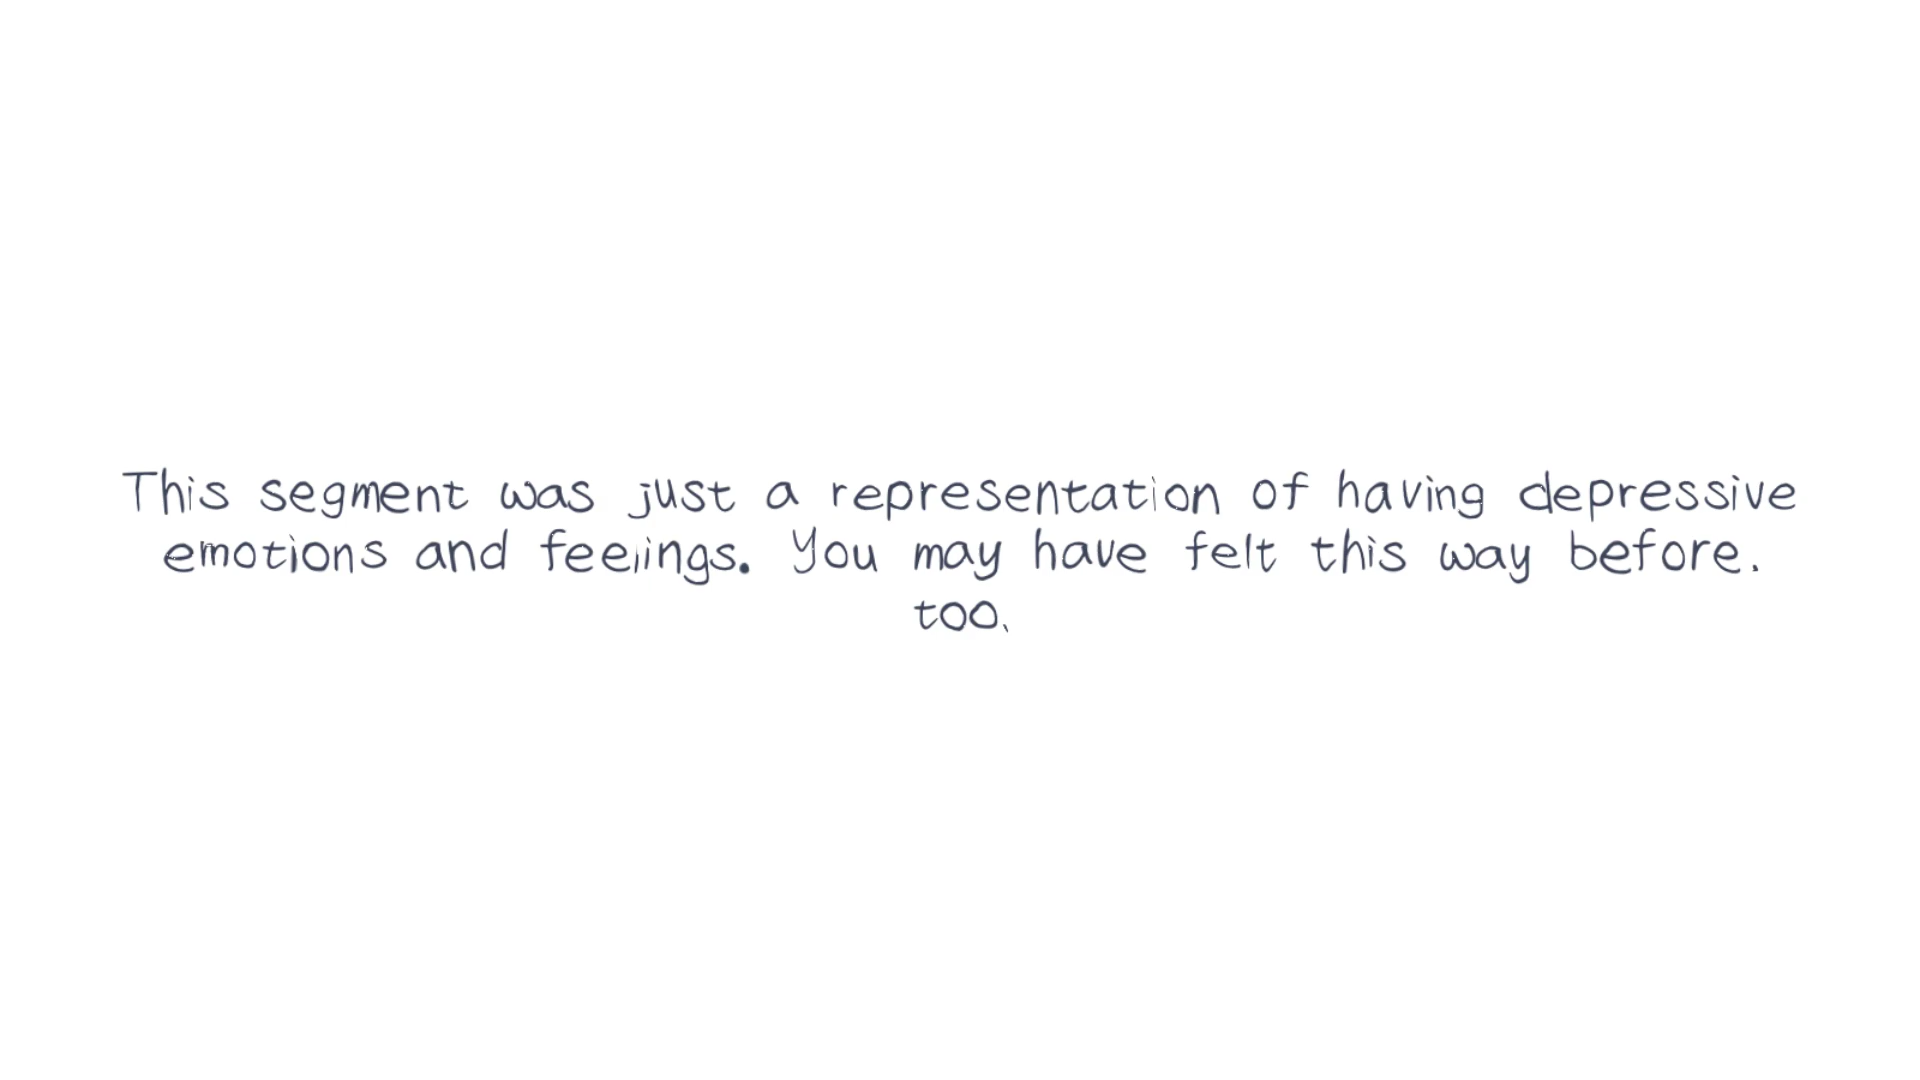 This segment was just a representation of having depressive
emotions and feelings. You may have felt this way before.
too.